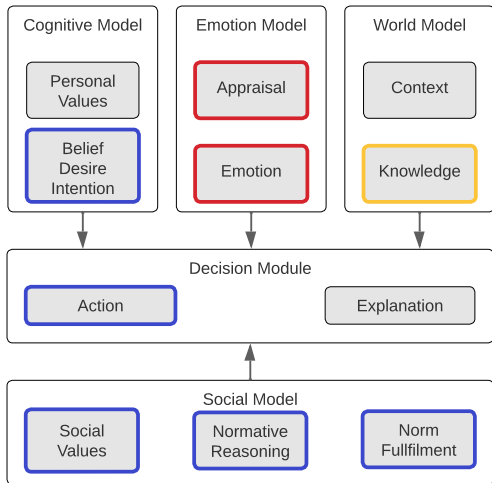 Cognitive Model
Personal
Values
Belief
Desire
Intention
Emotion Model
Appraisal
Emotion
World Model
Context
Knowledge
Decision Module
Action
Explanation
Social Model
Social
Values
Normative
Reasoning
Norm
Fullfilment